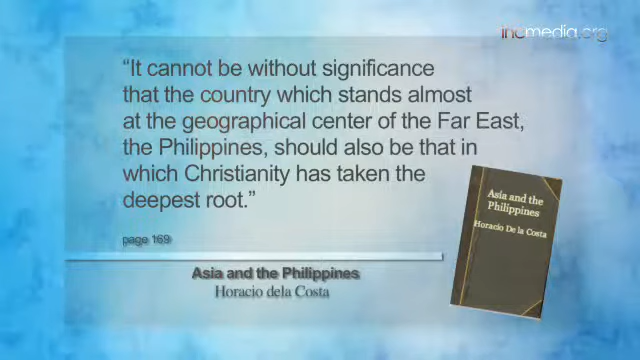 incmedia.org
“It cannot be without significance
that the country which stands almost
at the geographical center of the Far East,
the Philippines, should also be that in
which Christianity has taken the
deepest root.”
page 169
Asia and the Philippines
Horacio dela Costa
Asia and the
Philippines
Horacio De la Costa